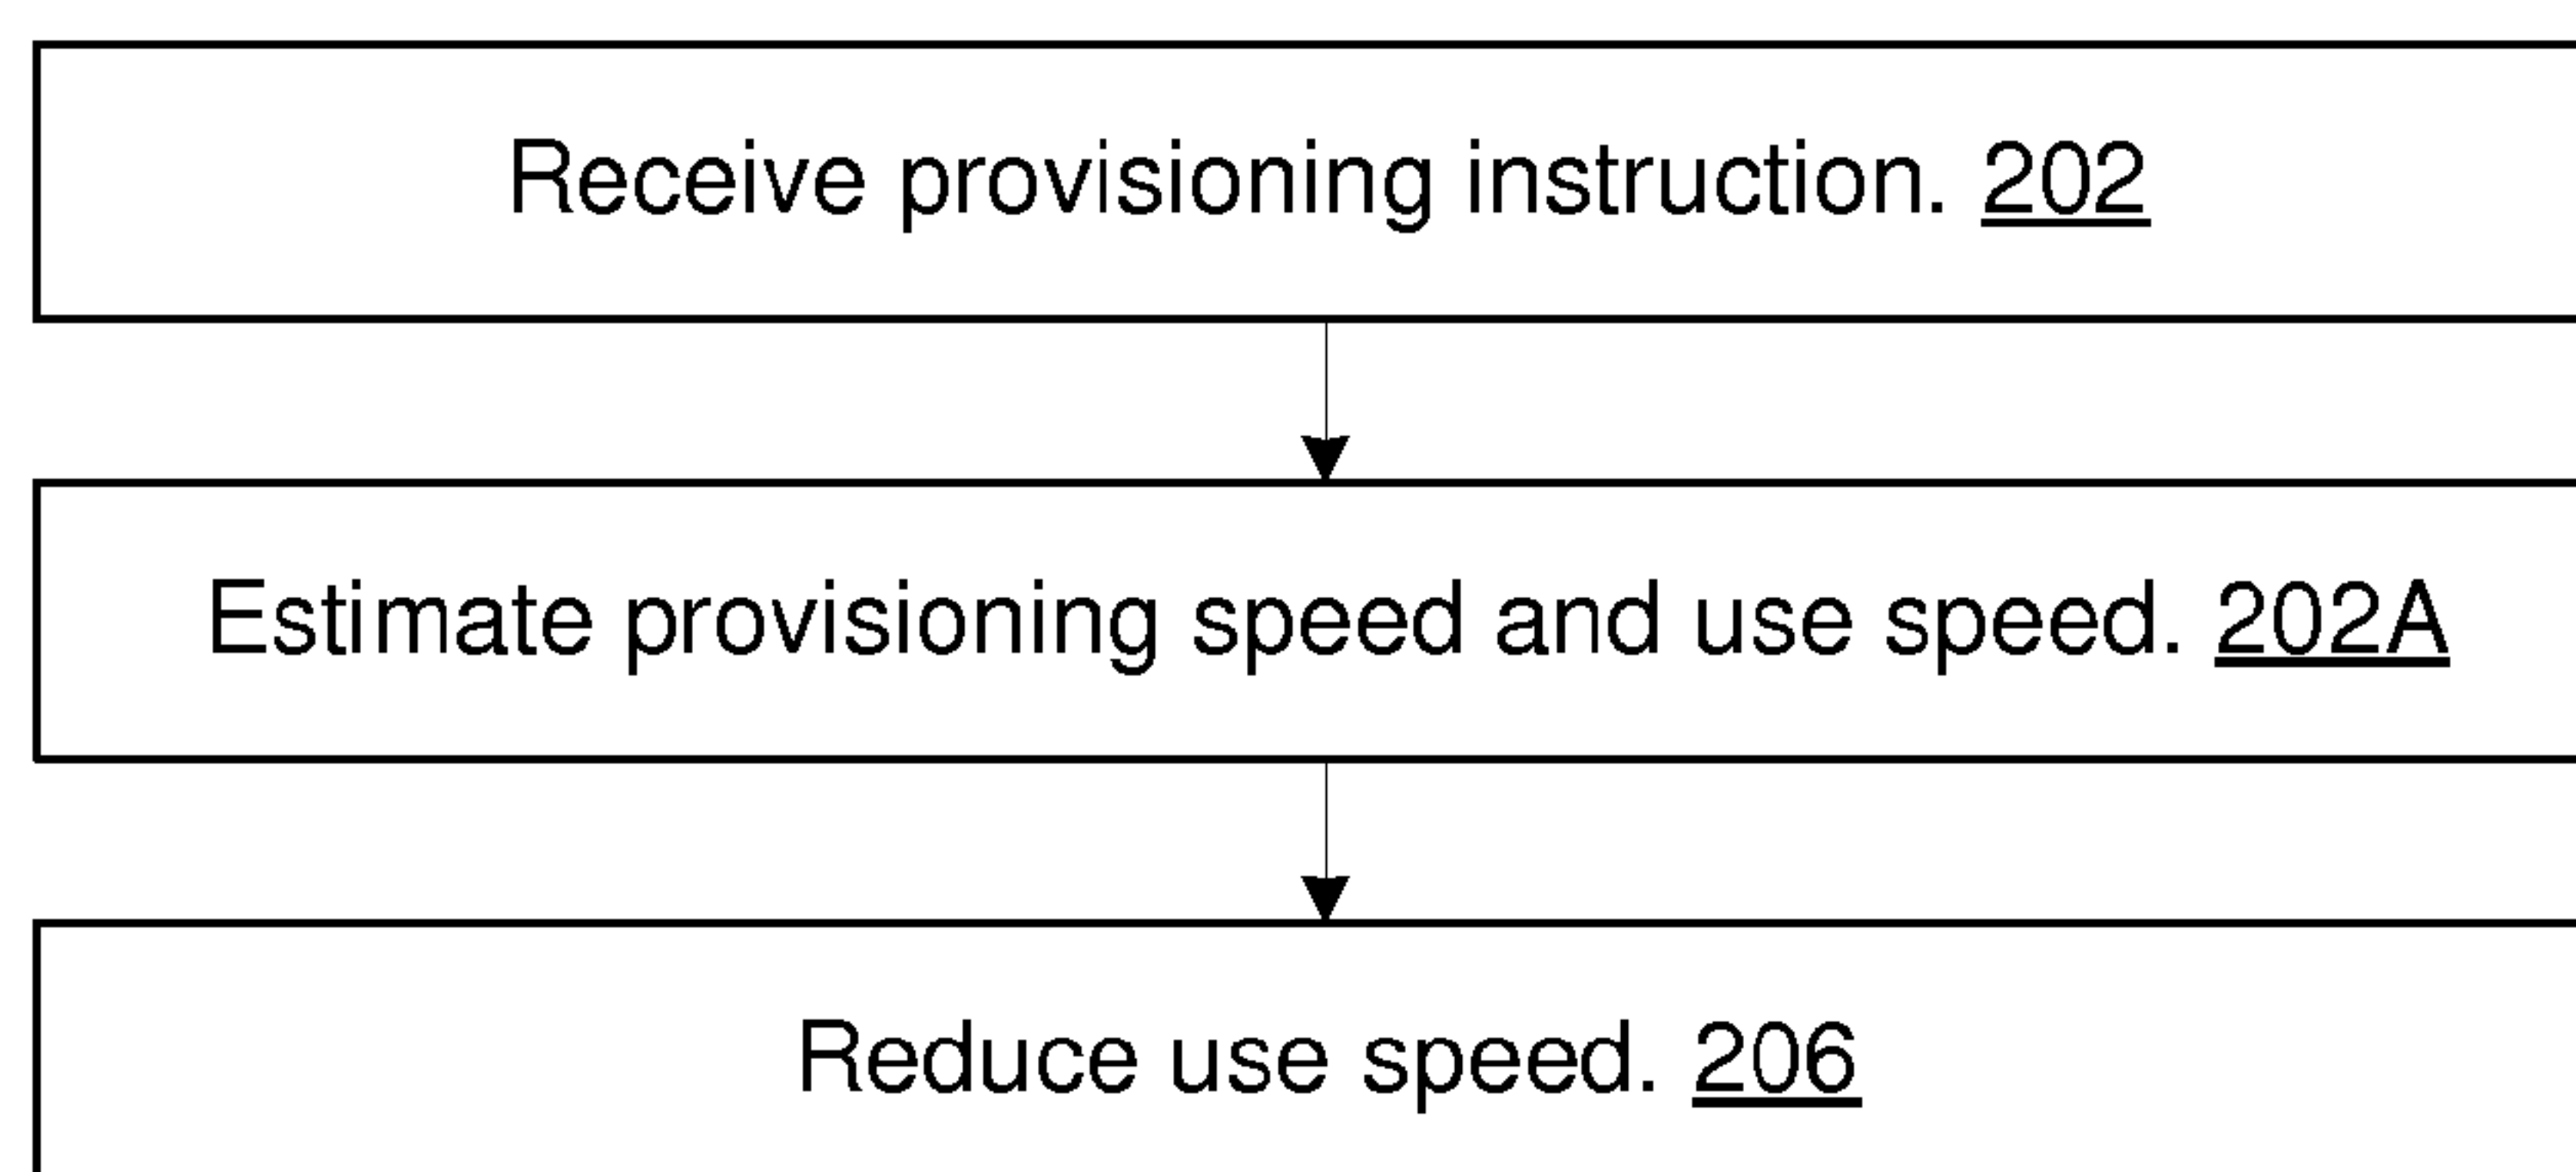 Receive provisioning instruction. 202
Estimate provisioning speed and use speed. 202A
Reduce use speed. 206